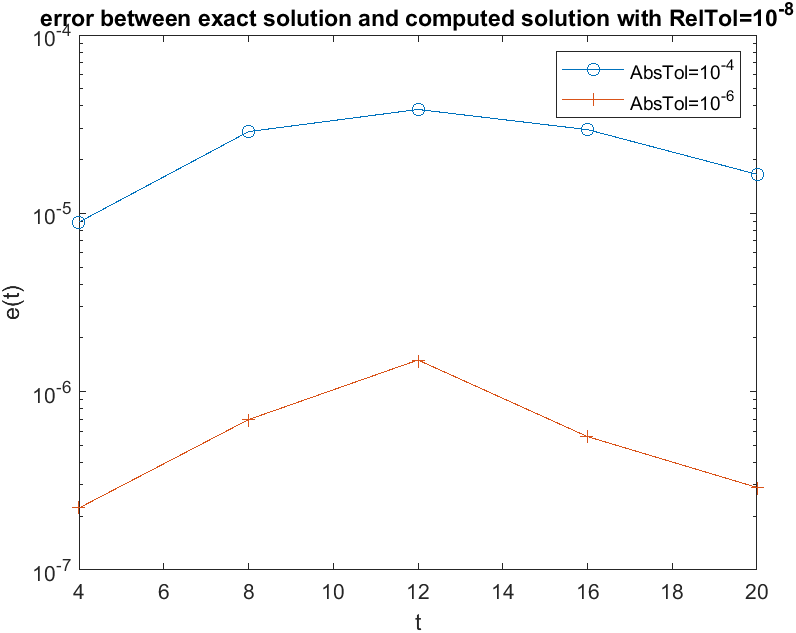 error between exact solution and computed solution with RelTol=10^-8
AbsTol=10^-4
AbsTol=10^-6
10^-4
10^-5
10^-6
10^-7
e(t)
4 6 8 10 12 14 16 18 20
t